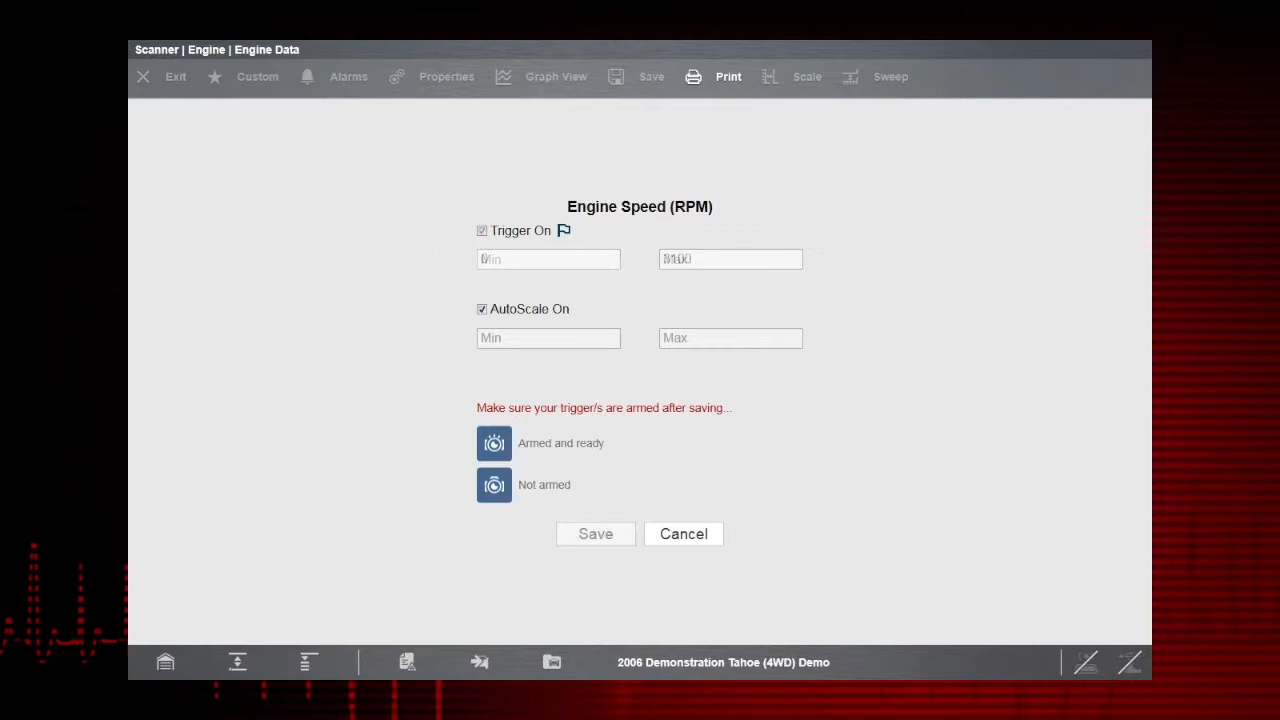 Scanner | Engine | Engine Data
Exit Custom Alarms Properties Graph View Save Print Scale Sweep
Engine Speed (RPM)
Trigger On
Min
AutoScale On
Min Max
Make sure your trigger/s are armed after saving...
Armed and ready
Not armed
Save Cancel
2006 Demonstration Tahoe (4WD) Demo